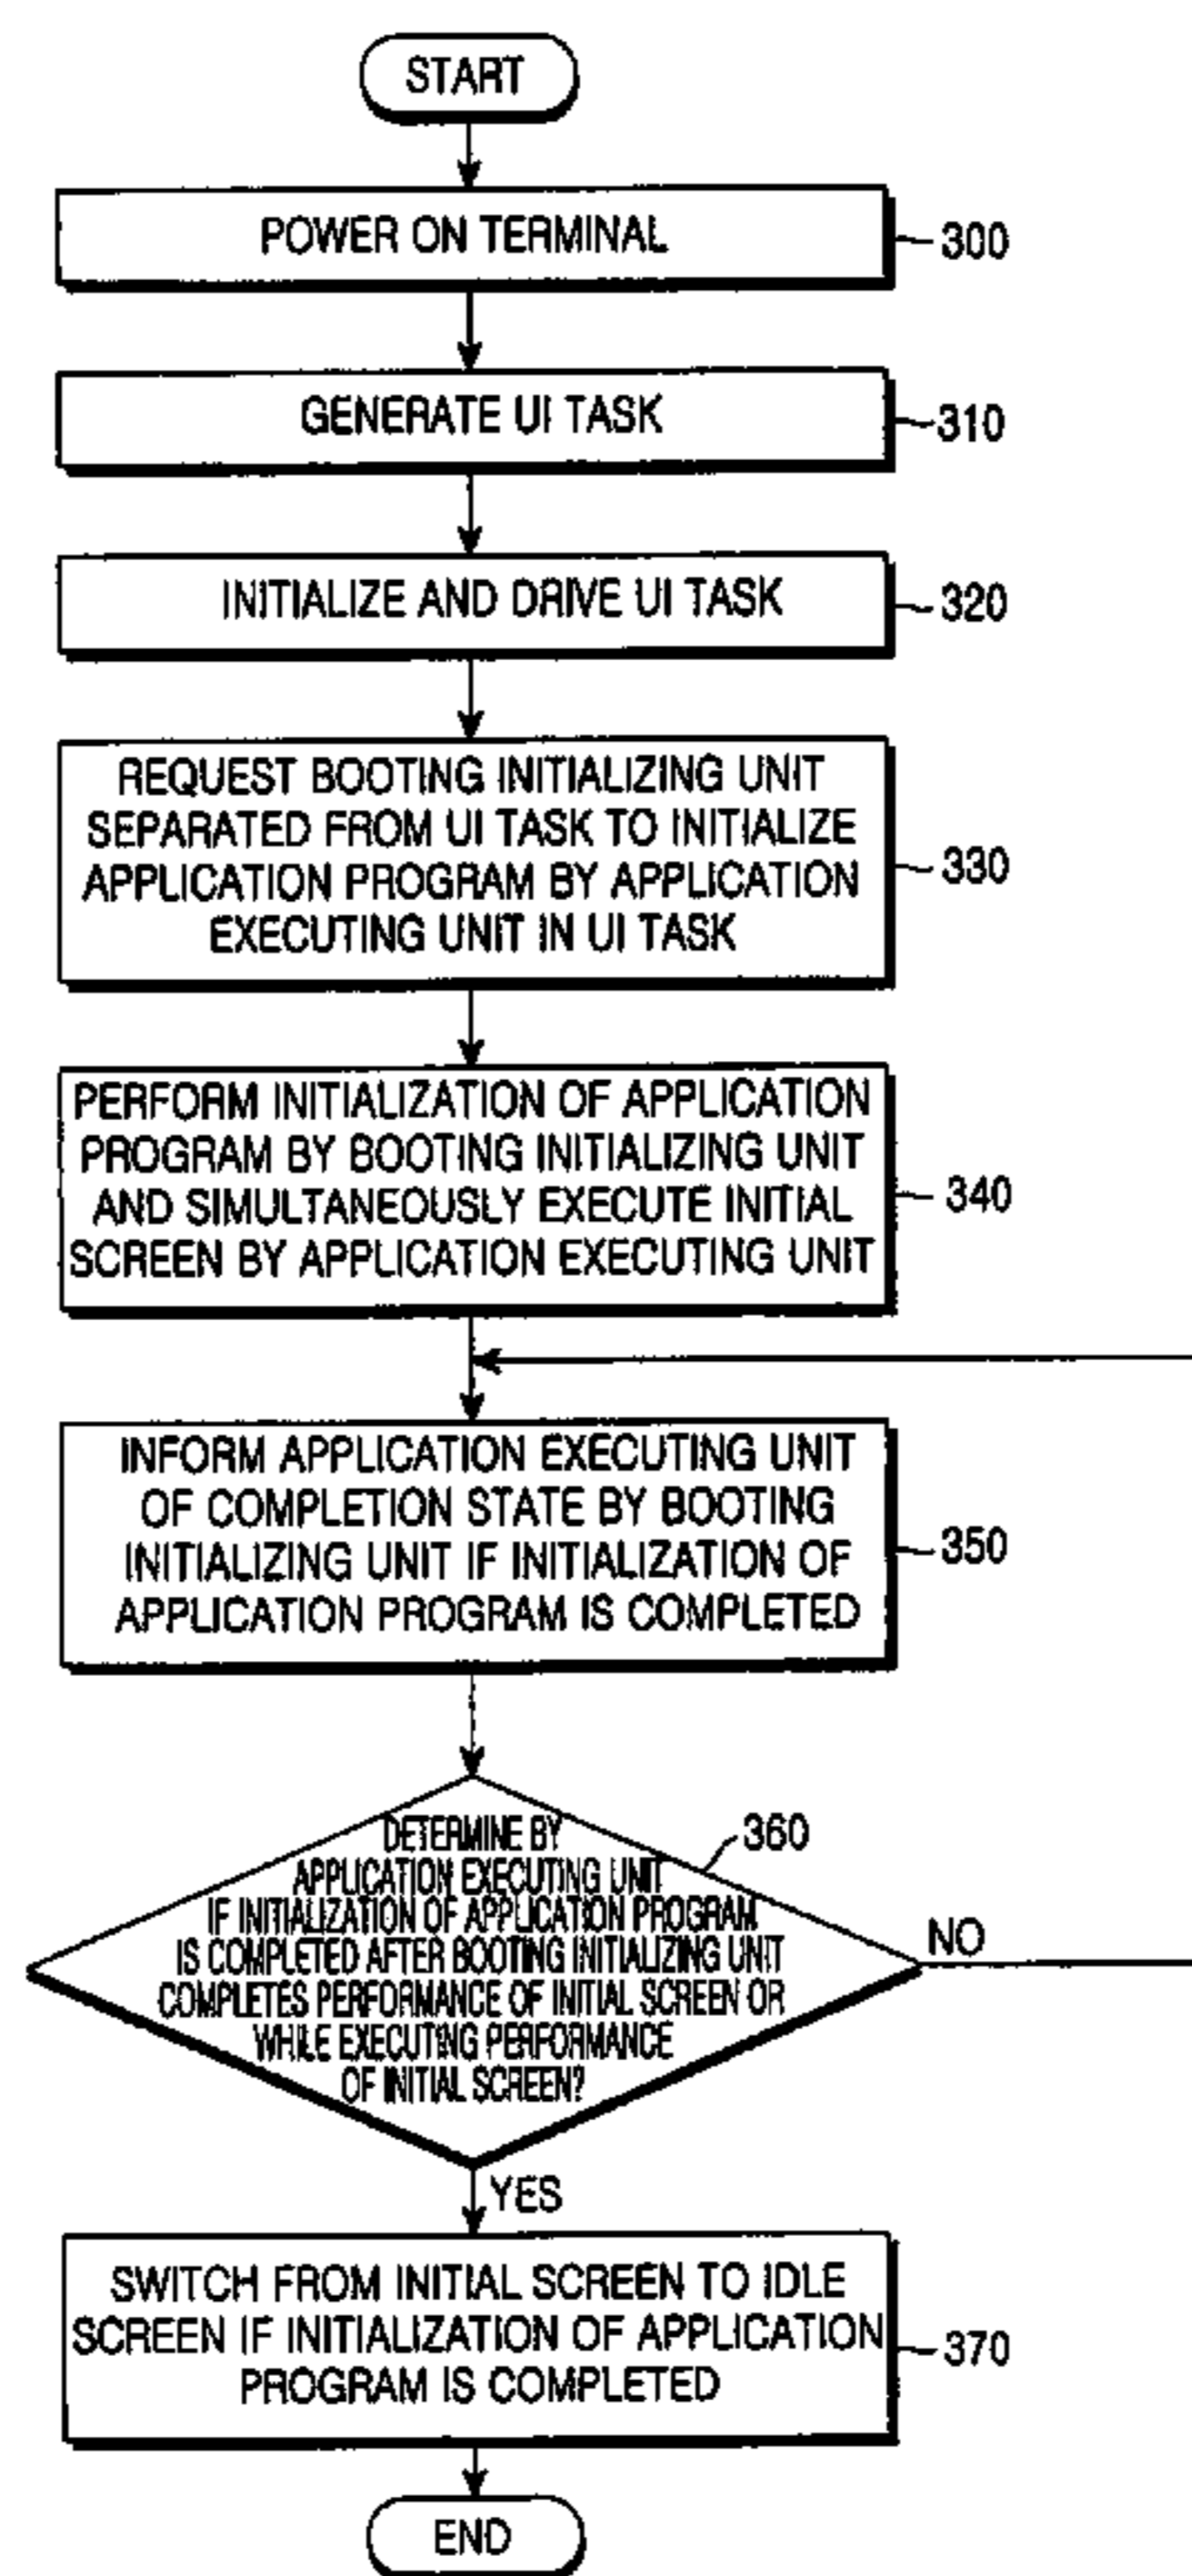 START
POWER ON TERMINAL
300
GENERATE UI TASK
310
INITIALIZE AND DRIVE UI TASK
320
REQUEST BOOTING INITIALIZING UNIT
SEPARATED FROM UI TASK TO INITIALIZE
APPLICATION PROGRAM BY APPLICATION
EXECUTING UNIT IN UI TASK
330
PERFORM INITIALIZATION OF APPLICATION
PROGRAM BY BOOTING INITIALIZING UNIT
AND SIMULTANEOUSLY EXECUTE INITIAL
SCREEN BY APPLICATION EXECUTING UNIT
340
INFORM APPLICATION EXECUTING UNIT
OF COMPLETION STATE BY BOOTING
INITIALIZING UNIT IF INITIALIZATION OF
APPLICATION PROGRAM IS COMPLETED
350
DETERMINE BY
APPLICATION EXECUTING UNIT
IF INITIALIZATION OF APPLICATION PROGRAM
IS COMPLETED AFTER BOOTING INITIALIZING UNIT
COMPLETES PERFORMANCE OF INITIAL SCREEN OR
WHILE EXECUTING PERFORMANCE
OF INITIAL SCREEN?
360
NO
YES
SWITCH FROM INITIAL SCREEN TO IDLE
SCREEN IF INITIALIZATION OF APPLICATION
PROGRAM IS COMPLETED
370
END